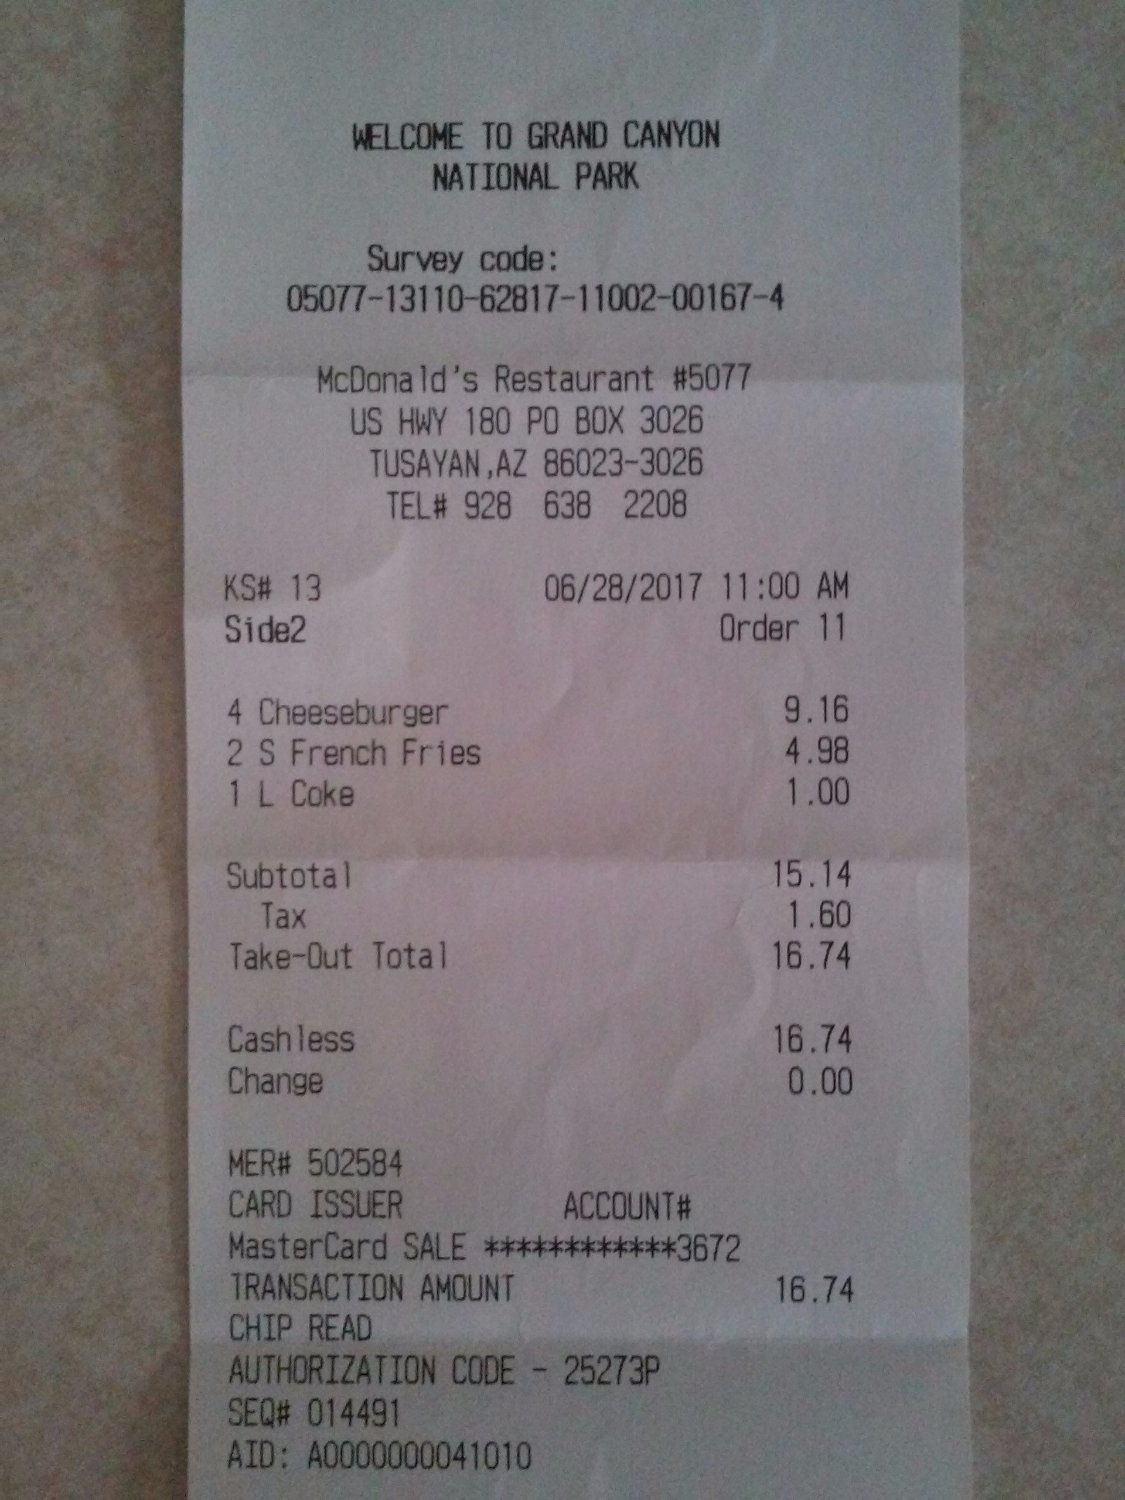 WELCOME TO GRAND CANYON
NATIONAL PARK
Survey code:
05077-13110-62817-11002-00167-4
McDonald's Restaurant #5077
US HWY 180 PO BOX 3026
TUSAYAN,AZ 86023-3026
TEL# 928 638 2208
KS# 13 06/28/2017 11:00 AM
Side2 Order 11
4 Cheeseburger 9.16
2 S French Fries 4.98
1 L Coke 1.00
Subtotal 15.14
Tax 1.60
Take-Out Total 16.74
Cashless 16.74
Change 0.00
MER# 502584
CARD ISSUER ACCOUNT#
MasterCard SALE ************3672
TRANSACTION AMOUNT 16.74
CHIP READ
AUTHORIZATION CODE - 25273P
SEQ# 014491
AID: A0000000041010